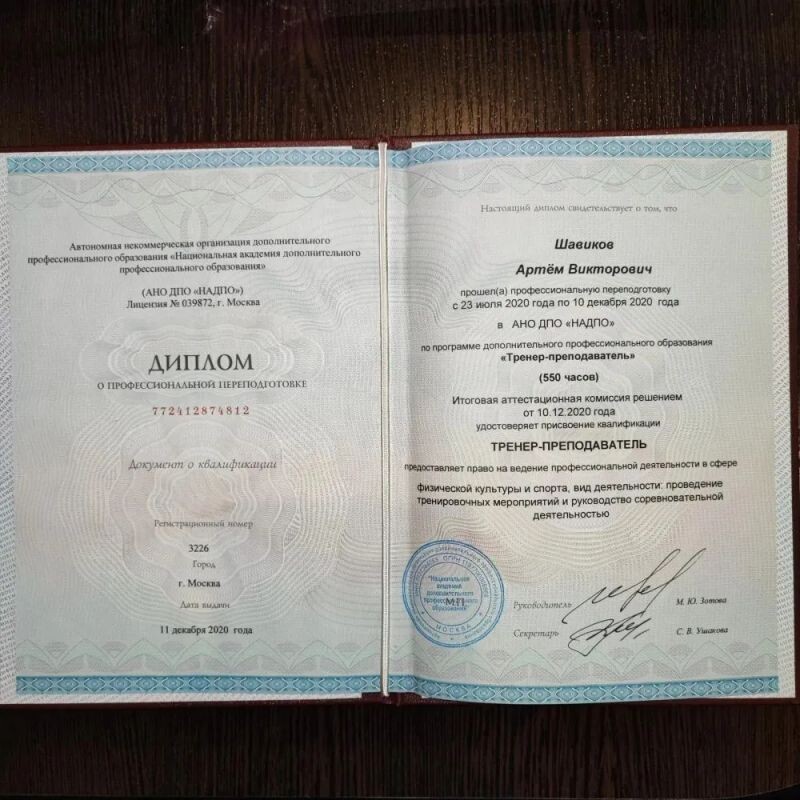 Автономная некоммерческая организация дополнительного
профессионального образования «Национальная академия дополнительного
профессионального образования»
(АНО ДПО «НАДПО»)
Лицензия № 039872, г. Москва
ДИПЛОМ
О ПРОФЕССИОНАЛЬНОЙ ПЕРЕПОДГОТОВКЕ
772412874812
Документ о квалификации
Регистрационный номер
3226
Город
г. Москва
Дата выдачи
11 декабря 2020 года
Настоящий диплом свидетельствует о том, что
Шавиков
Артём Викторович
прошел(а) профессиональную переподготовку
с 23 июля 2020 года по 10 декабря 2020 года
в АНО ДПО «НАДПО»
по программе дополнительного профессионального образования
«Тренер-преподаватель»
(550 часов)
Итоговая аттестационная комиссия решением
от 10.12.2020 года
удостоверяет присвоение квалификации
ТРЕНЕР-ПРЕПОДАВАТЕЛЬ
предоставляет право на ведение профессиональной деятельности в сфере
физической культуры и спорта, вид деятельности: проведение
тренировочных мероприятий и руководство соревновательной
деятельностью
"Национальная
академия
дополнительного
профессионального
образования"
М.П.
МОСКВА
Руководитель
М. Ю. Зотова
Секретарь
С. В. Ушакова